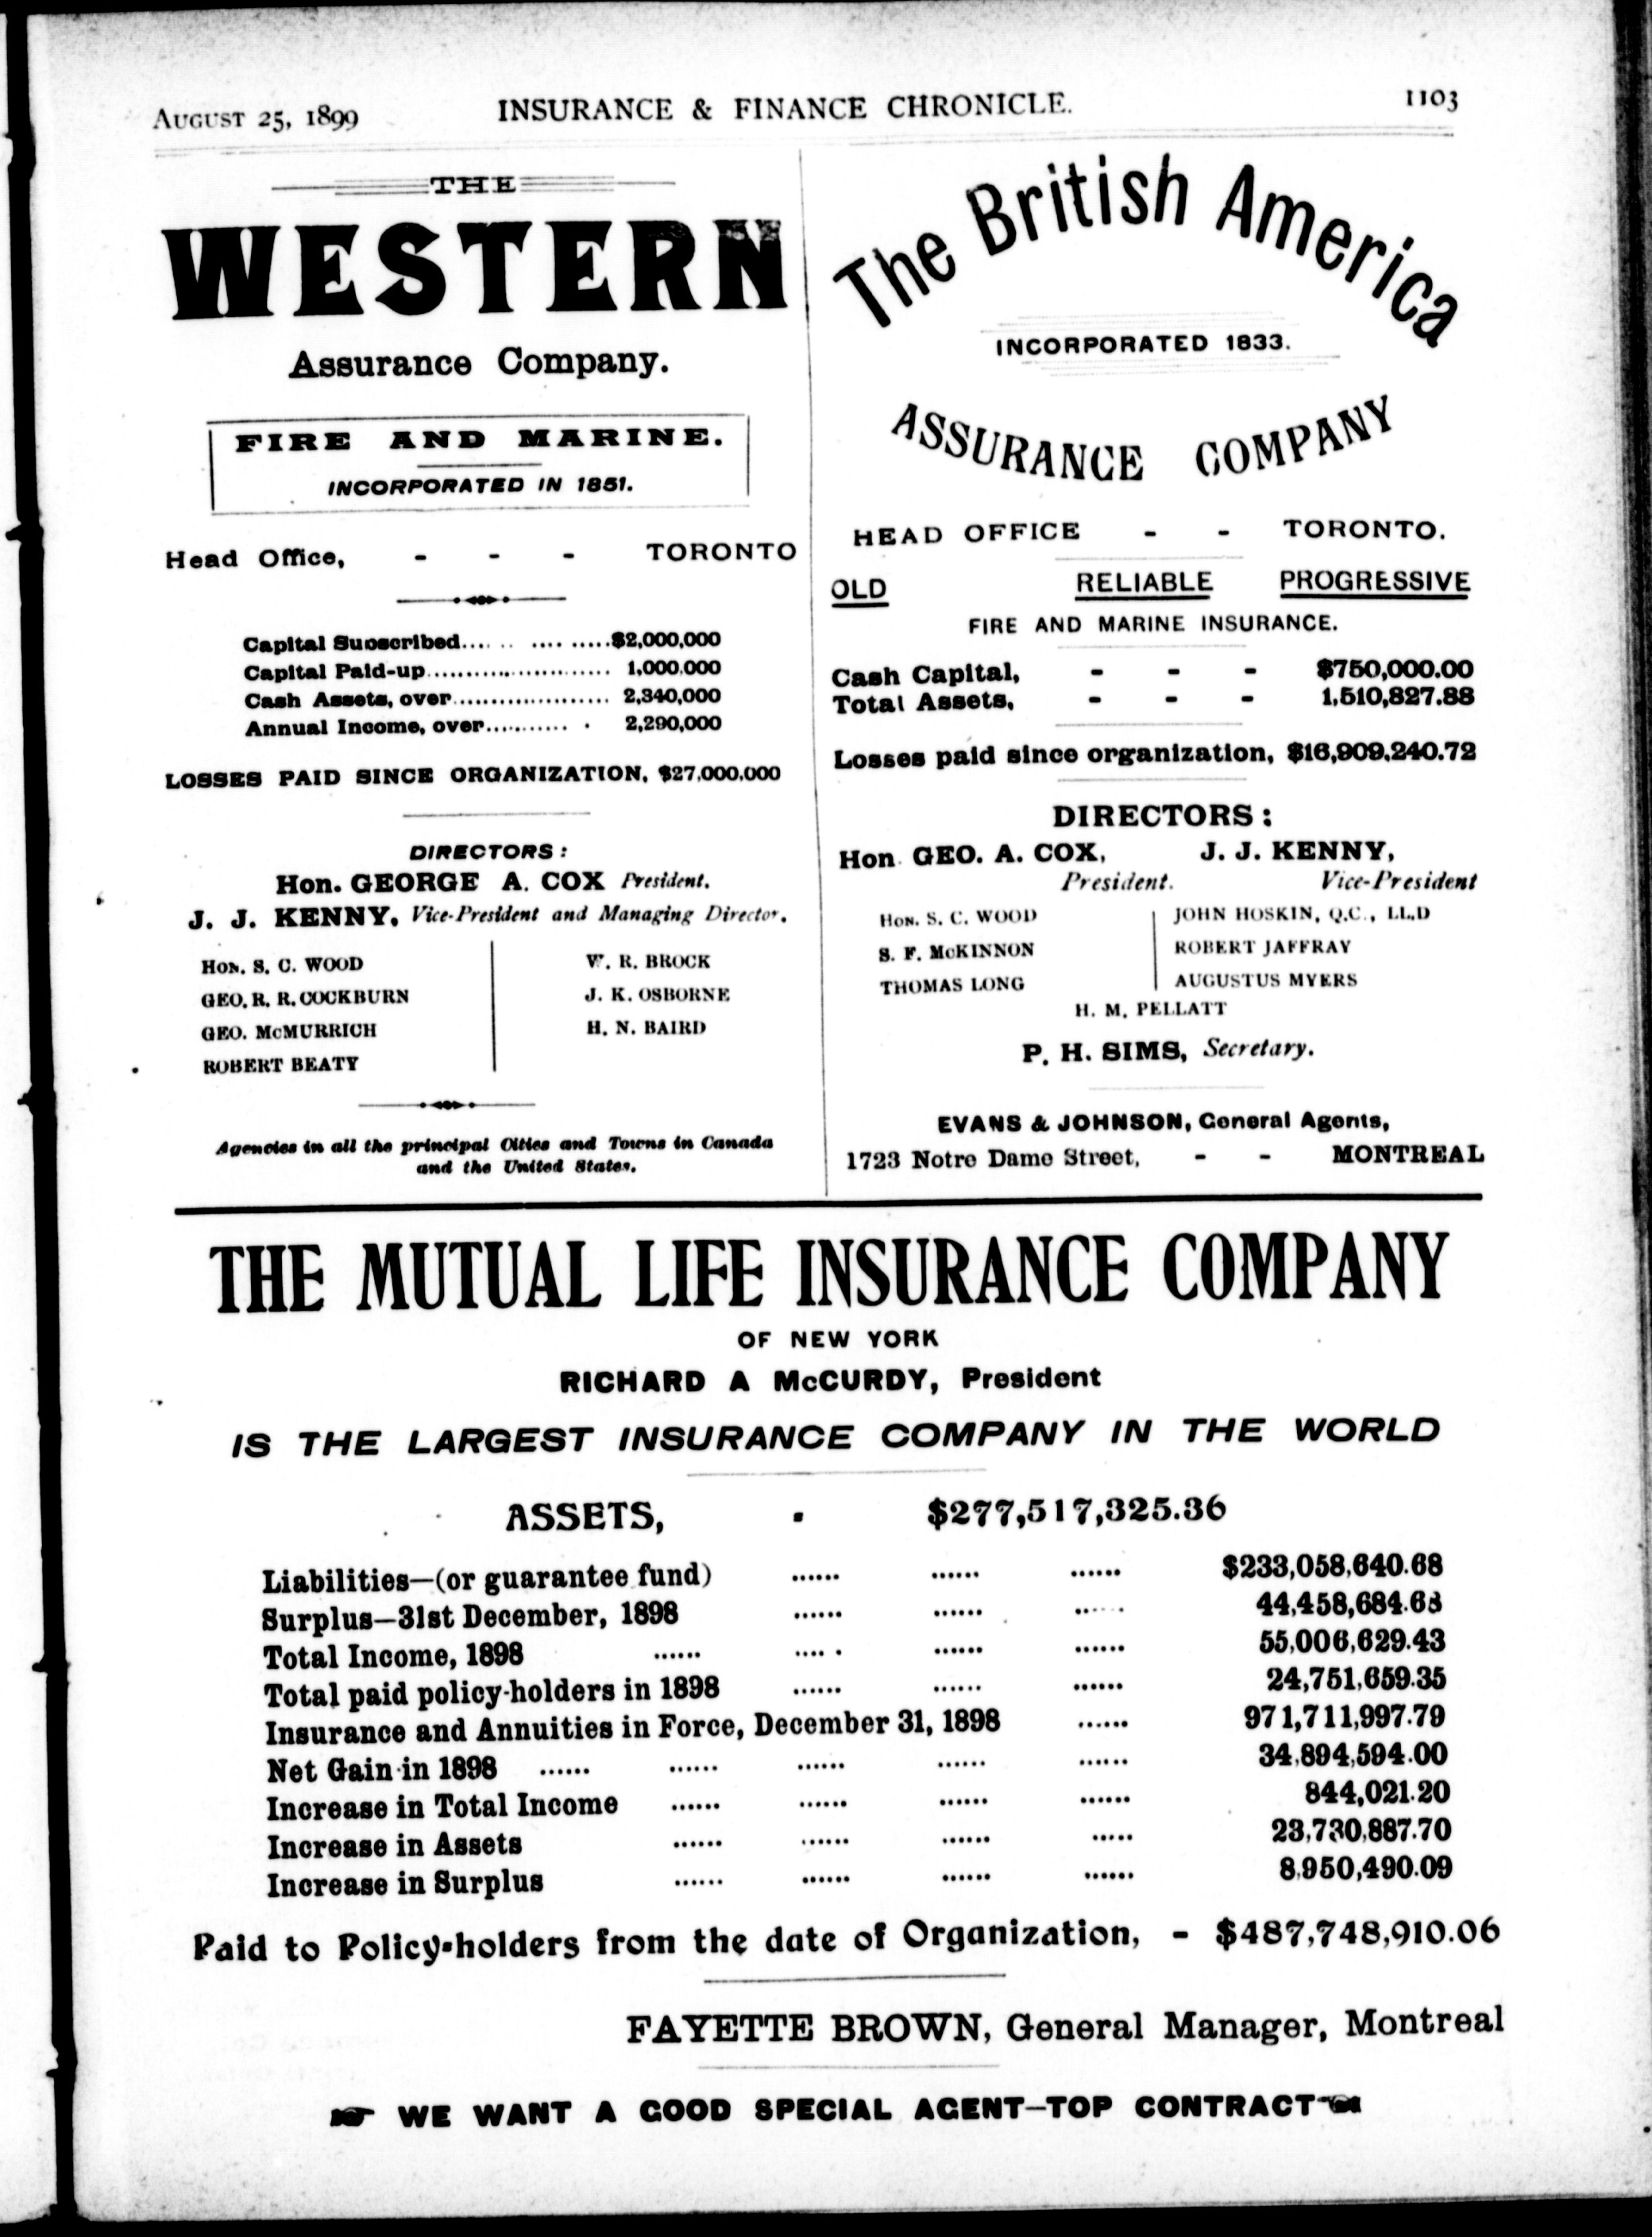 AUGUST 25, 1899 INSURANCE & FINANCE CHRONICLE. 1103
THE
WESTERN
Assurance Company.
FIRE AND MARINE.
INCORPORATED IN 1851.
Head Office, - - - TORONTO
Capital Subscribed.... .. .... .....$2,000,000
Capital Paid-up.......................... 1,000,000
Cash Assets, over..................... 2,340,000
Annual Income, over........... . 2,290,000
LOSSES PAID SINCE ORGANIZATION, $27,000,000
DIRECTORS :
Hon. GEORGE A. COX President.
J. J. KENNY, Vice-President and Managing Director.
HON. S. C. WOOD
GEO. R. R. COCKBURN
GEO. McMURRICH
ROBERT BEATY
W. R. BROCK
J. K. OSBORNE
H. N. BAIRD
Agencies in all the principal Cities and Towns in Canada
and the United States.
The British America
INCORPORATED 1833.
ASSURANCE COMPANY
HEAD OFFICE - - TORONTO.
OLD RELIABLE PROGRESSIVE
FIRE AND MARINE INSURANCE.
Cash Capital, - - - $750,000.00
Total Assets, - - - 1,510,827.88
Losses paid since organization, $16,909,240.72
DIRECTORS :
Hon. GEO. A. COX, J. J. KENNY,
President. Vice-President
HON. S. C. WOOD
S. F. McKINNON
THOMAS LONG
JOHN HOSKIN, Q.C., LL.D
ROBERT JAFFRAY
AUGUSTUS MYERS
H. M. PELLATT
P. H. SIMS, Secretary.
EVANS & JOHNSON, General Agents,
1723 Notre Dame Street, - - MONTREAL
THE MUTUAL LIFE INSURANCE COMPANY
OF NEW YORK
RICHARD A McCURDY, President
IS THE LARGEST INSURANCE COMPANY IN THE WORLD
ASSETS, - $277,517,325.36
Liabilities—(or guarantee fund) ...... ...... ...... $233,058,640.68
Surplus—31st December, 1898 ...... ...... ...... 44,458,684.68
Total Income, 1898 ...... .... . ...... ...... 55,006,629.43
Total paid policy-holders in 1898 ...... ...... ...... 24,751,659.35
Insurance and Annuities in Force, December 31, 1898 ...... 971,711,997.79
Net Gain in 1898 ...... ...... ...... ...... ...... 34,894,594.00
Increase in Total Income ...... ...... ...... ...... 844,021.20
Increase in Assets ...... ...... ...... ..... 23,730,887.70
Increase in Surplus ...... ...... ...... ...... 8,950,490.09
Paid to Policy-holders from the date of Organization, - $487,748,910.06
FAYETTE BROWN, General Manager, Montreal
☞ WE WANT A GOOD SPECIAL AGENT—TOP CONTRACT ☜